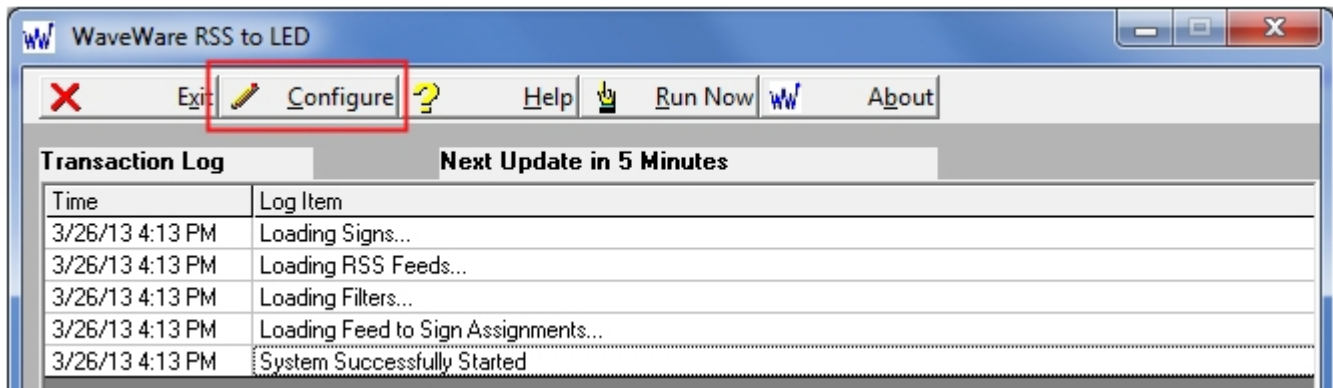 WaveWare RSS to LED
Exit Configure Help Run Now About
Transaction Log Next Update in 5 Minutes
Time Log Item
3/26/13 4:13 PM Loading Signs...
3/26/13 4:13 PM Loading RSS Feeds...
3/26/13 4:13 PM Loading Filters...
3/26/13 4:13 PM Loading Feed to Sign Assignments...
3/26/13 4:13 PM System Successfully Started